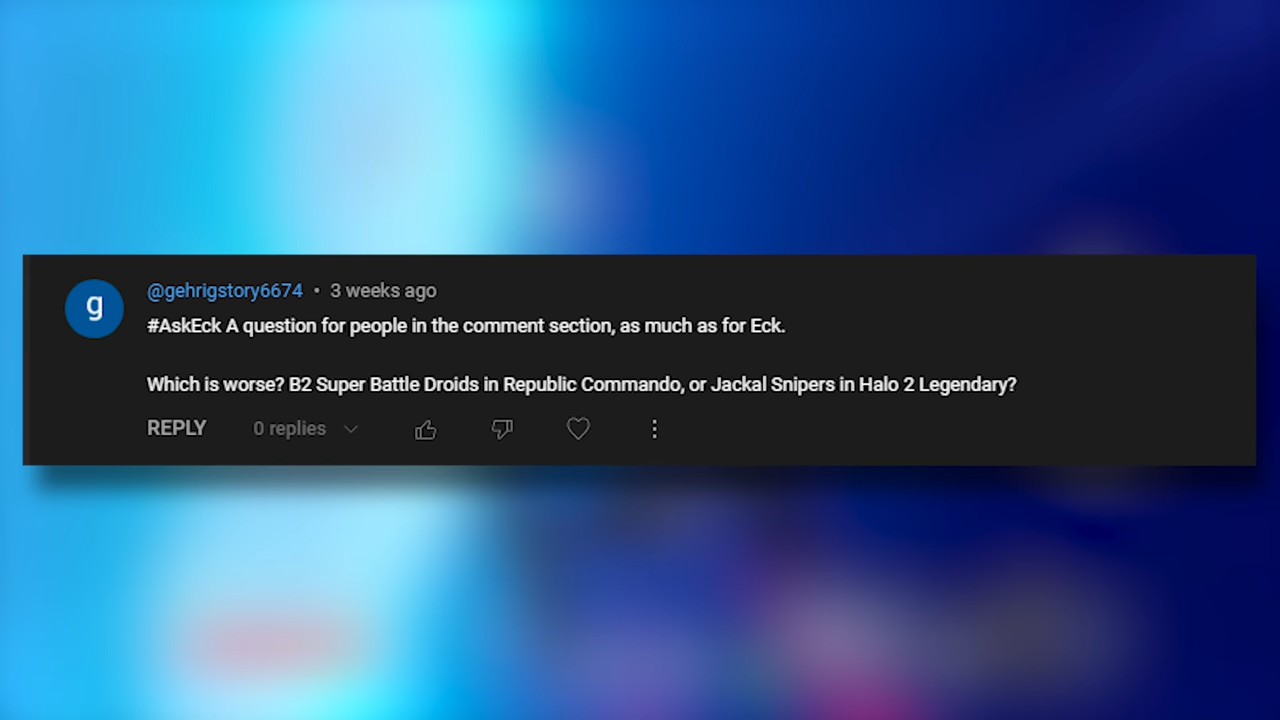 g
@gehrigstory6674 • 3 weeks ago
#AskEck A question for people in the comment section, as much as for Eck.
Which is worse? B2 Super Battle Droids in Republic Commando, or Jackal Snipers in Halo 2 Legendary?
REPLY 0 replies